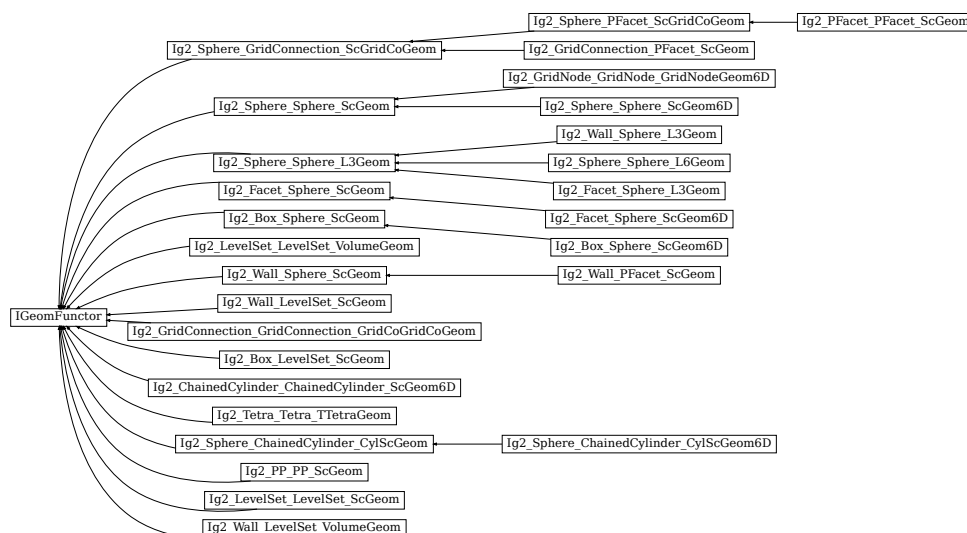 Ig2_Sphere_PFacet_ScGridCoGeom
Ig2_PFacet_PFacet_ScGeom
Ig2_Sphere_GridConnection_ScGridCoGeom
Ig2_GridConnection_PFacet_ScGeom
Ig2_GridNode_GridNode_GridNodeGeom6D
Ig2_Sphere_Sphere_ScGeom
Ig2_Sphere_Sphere_ScGeom6D
Ig2_Wall_Sphere_L3Geom
Ig2_Sphere_Sphere_L3Geom
Ig2_Sphere_Sphere_L6Geom
Ig2_Facet_Sphere_ScGeom
Ig2_Facet_Sphere_L3Geom
Ig2_Box_Sphere_ScGeom
Ig2_Facet_Sphere_ScGeom6D
Ig2_LevelSet_LevelSet_VolumeGeom
Ig2_Box_Sphere_ScGeom6D
Ig2_Wall_Sphere_ScGeom
Ig2_Wall_PFacet_ScGeom
Ig2_Wall_LevelSet_ScGeom
IGeomFunctor
Ig2_GridConnection_GridConnection_GridCoGridCoGeom
Ig2_Box_LevelSet_ScGeom
Ig2_ChainedCylinder_ChainedCylinder_ScGeom6D
Ig2_Tetra_Tetra_TTetraGeom
Ig2_Sphere_ChainedCylinder_CylScGeom
Ig2_Sphere_ChainedCylinder_CylScGeom6D
Ig2_PP_PP_ScGeom
Ig2_LevelSet_LevelSet_ScGeom
Ig2_Wall_LevelSet_VolumeGeom